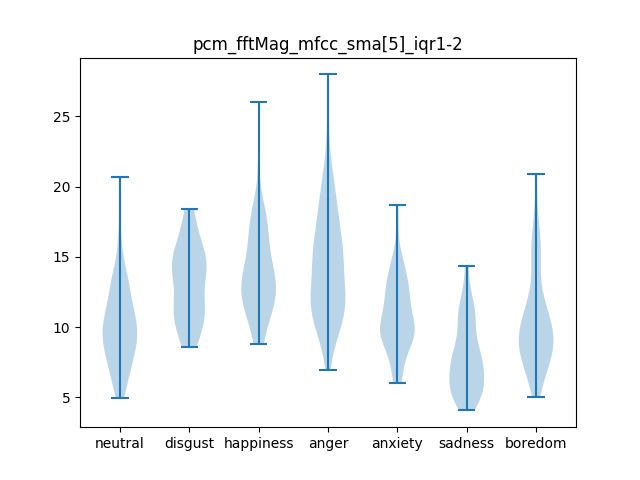 pcm_fftMag_mfcc_sma[5]_iqr1-2
25
20
15
10
5
neutral disgust happiness anger anxiety sadness boredom